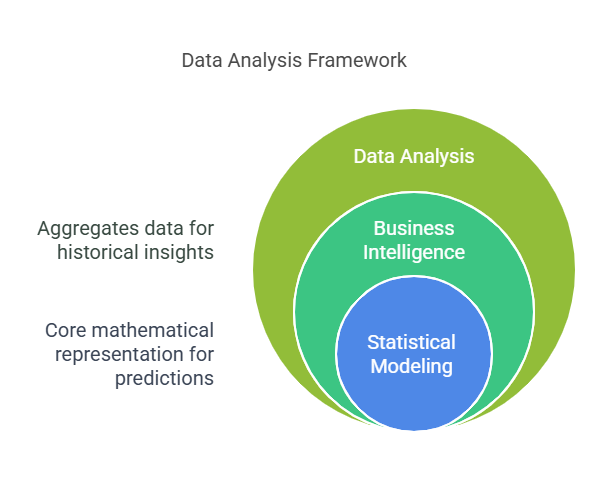 Data Analysis Framework
Data Analysis
Aggregates data for
historical insights
Business
Intelligence
Core mathematical
representation for
predictions
Statistical
Modeling